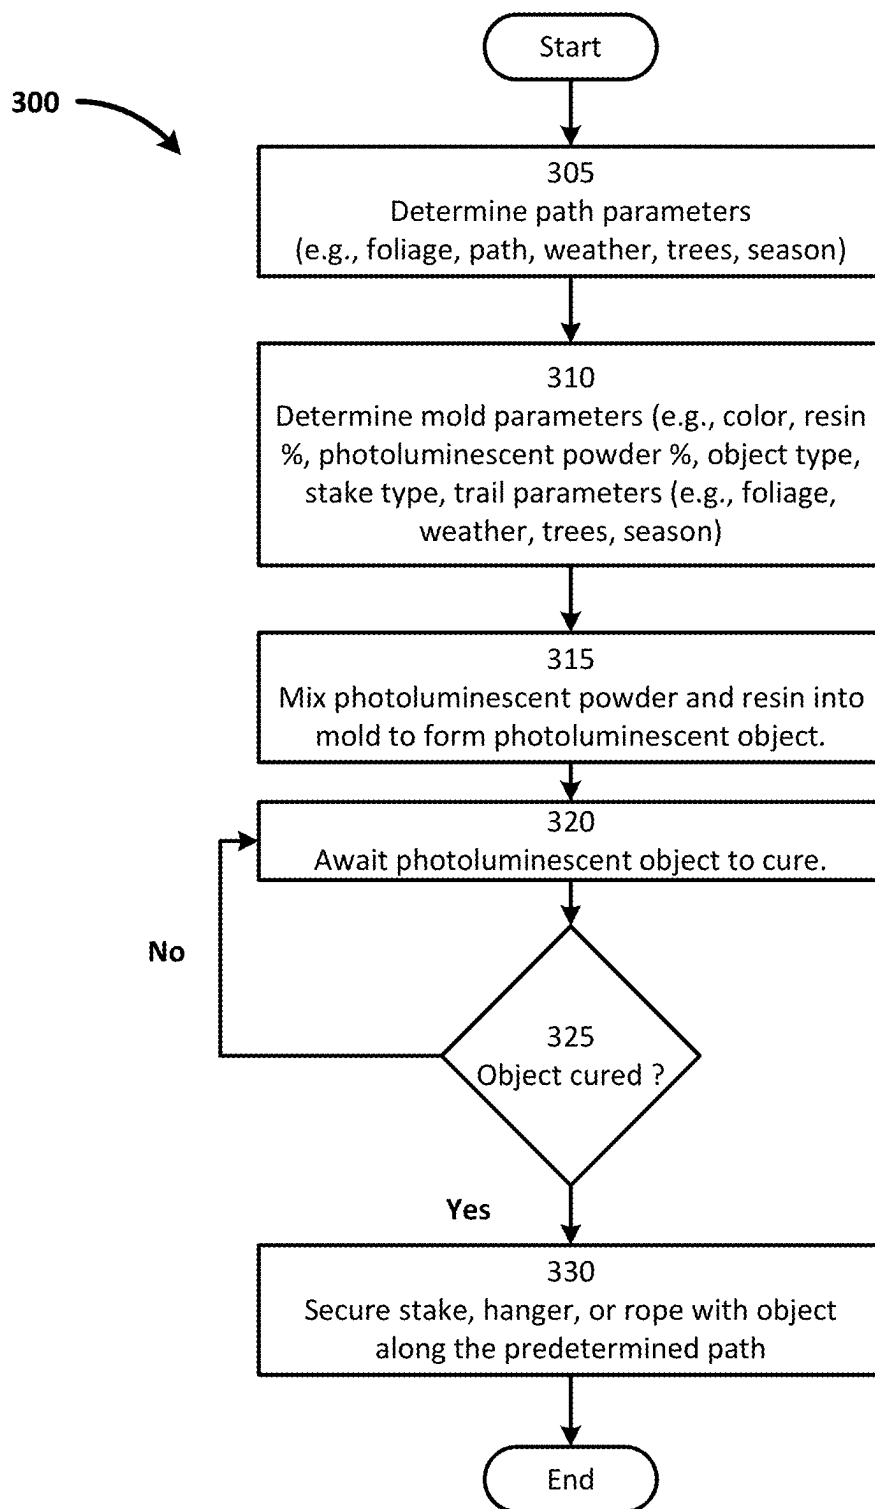 Start
300
305
Determine path parameters
(e.g., foliage, path, weather, trees, season)
310
Determine mold parameters (e.g., color, resin
%, photoluminescent powder %, object type,
stake type, trail parameters (e.g., foliage,
weather, trees, season)
315
Mix photoluminescent powder and resin into
mold to form photoluminescent object.
320
Await photoluminescent object to cure.
No
325
Object cured ?
Yes
330
Secure stake, hanger, or rope with object
along the predetermined path
End